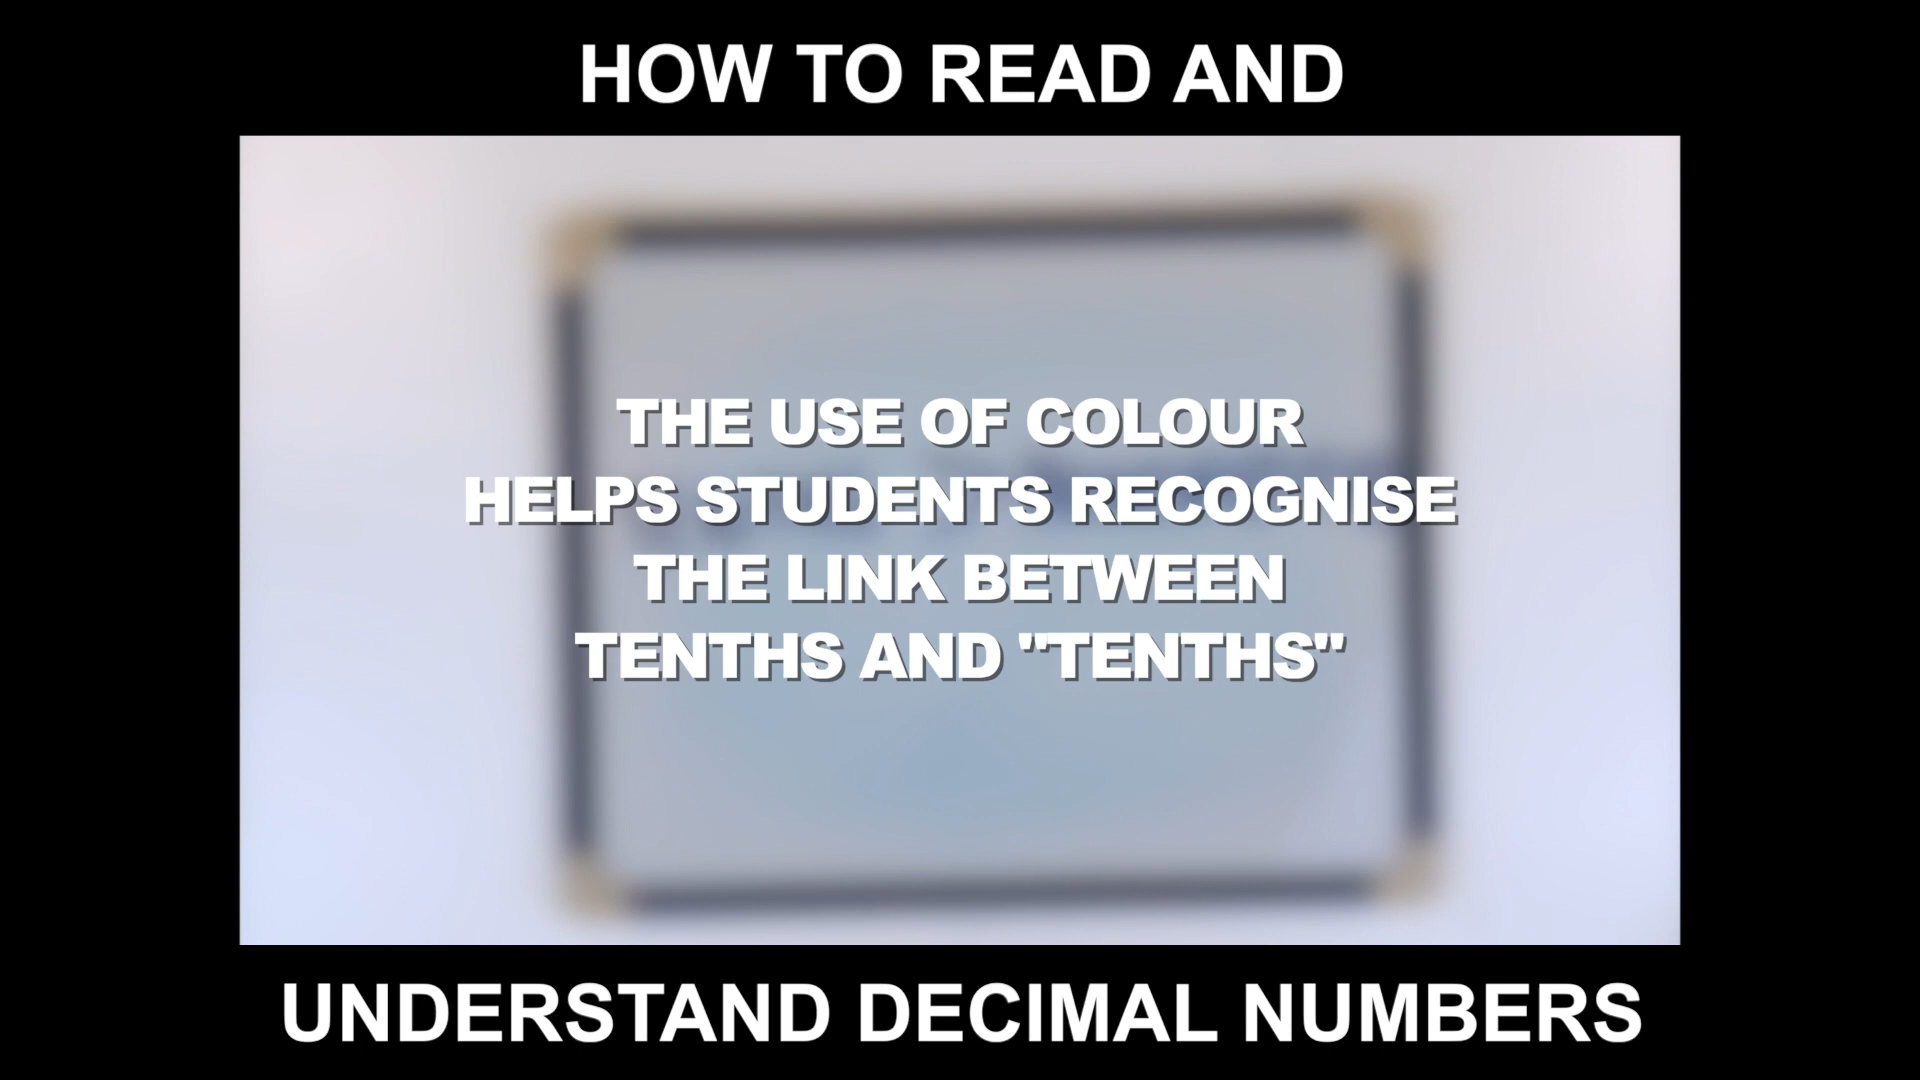 HOW TO READ AND
THE USE OF COLOUR
HELPS STUDENTS RECOGNISE
THE LINK BETWEEN
TENTHS AND "TENTHS"
UNDERSTAND DECIMAL NUMBERS